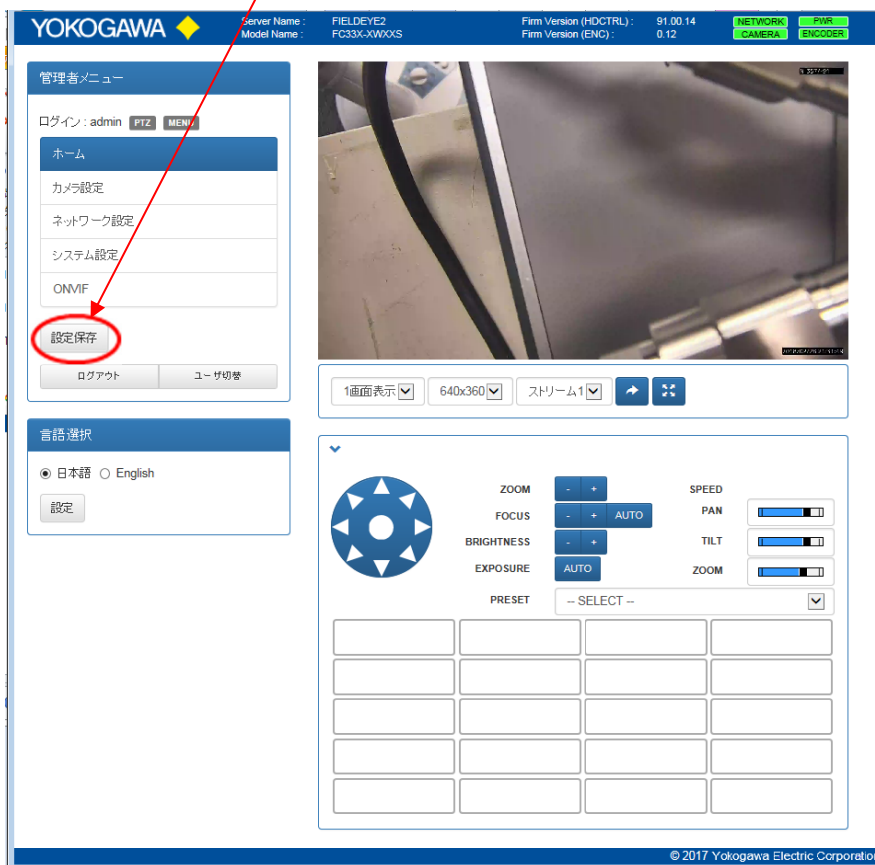 YOKOGAWA
Server Name : FIELDEYE2 Firm Version (HDCTRL) : 91.00.14 NETWORK PWR
Model Name : FC33X-XWXXS Firm Version (ENC) : 0.12 CAMERA ENCODER
管理者メニュー
ログイン : admin PTZ MENU
ホーム
カメラ設定
ネットワーク設定
システム設定
ONVIF
設定保存
ログアウト ユーザ切替
言語選択
日本語 English
設定
1画面表示 640x360 ストリーム1
ZOOM - + SPEED
FOCUS - + AUTO PAN
BRIGHTNESS - + TILT
EXPOSURE AUTO ZOOM
PRESET -- SELECT --
© 2017 Yokogawa Electric Corporatio